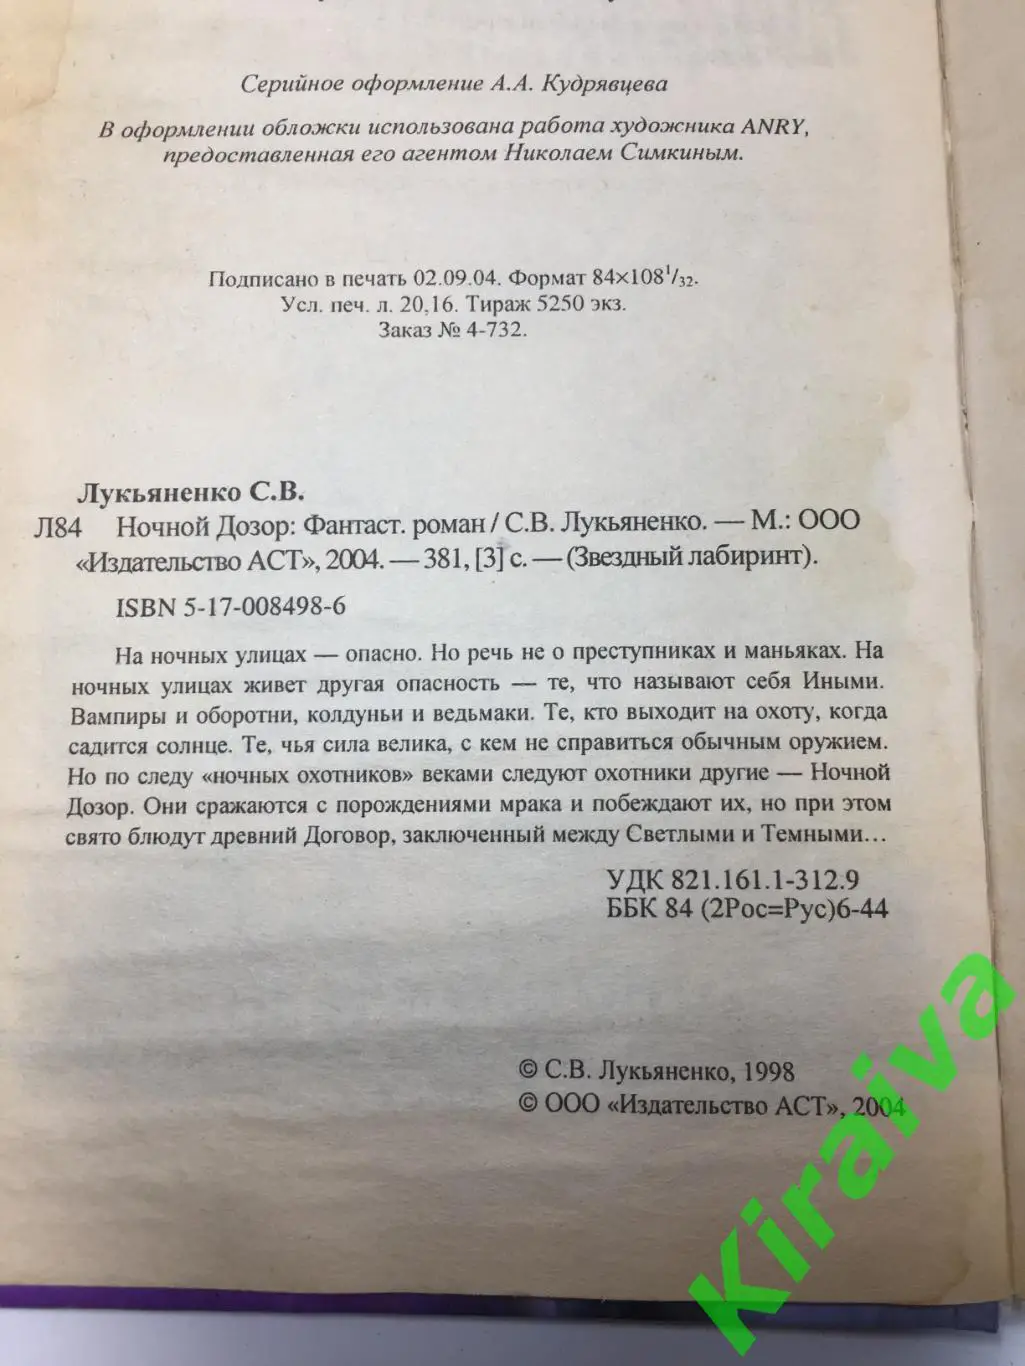 Серийное оформление А.А. Кудрявцева
В оформлении обложки использована работа художника ANRY,
предоставленная его агентом Николаем Симкиным.
Подписано в печать 02.09.04. Формат 84×108¹/₃₂.
Усл. печ. л. 20,16. Тираж 5250 экз.
Заказ № 4-732.
Лукьяненко С.В.
Л84 Ночной Дозор: Фантаст. роман / С.В. Лукьяненко. — М.: ООО
«Издательство АСТ», 2004. — 381, [3] с. — (Звездный лабиринт).
ISBN 5-17-008498-6
На ночных улицах — опасно. Но речь не о преступниках и маньяках. На
ночных улицах живет другая опасность — те, что называют себя Иными.
Вампиры и оборотни, колдуньи и ведьмаки. Те, кто выходит на охоту, когда
садится солнце. Те, чья сила велика, с кем не справиться обычным оружием.
Но по следу «ночных охотников» веками следуют охотники другие — Ночной
Дозор. Они сражаются с порождениями мрака и побеждают их, но при этом
свято блюдут древний Договор, заключенный между Светлыми и Темными...
УДК 821.161.1-312.9
ББК 84 (2Рос=Рус)6-44
© С.В. Лукьяненко, 1998
© ООО «Издательство АСТ», 2004
Kiraiva